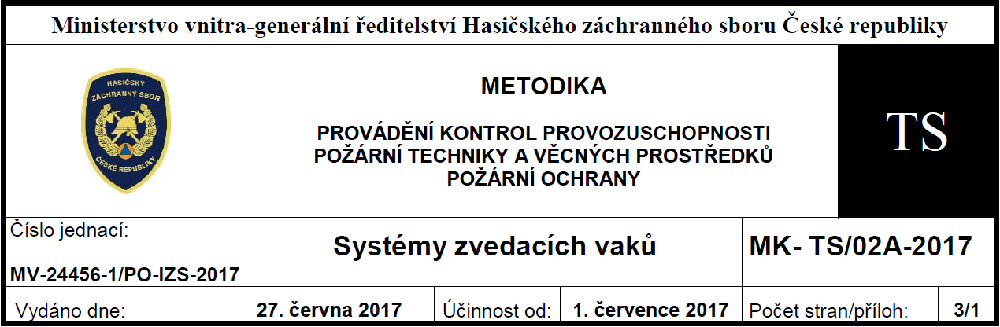 Ministerstvo vnitra-generální ředitelství Hasičského záchranného sboru České republiky
HASIČSKÝ
ZÁCHRANNÝ SBOR
ČESKÉ REPUBLIKY
METODIKA
PROVÁDĚNÍ KONTROL PROVOZUSCHOPNOSTI
POŽÁRNÍ TECHNIKY A VĚCNÝCH PROSTŘEDKŮ
POŽÁRNÍ OCHRANY
TS
Číslo jednací:
MV-24456-1/PO-IZS-2017
Systémy zvedacích vaků
MK- TS/02A-2017
Vydáno dne:
27. června 2017
Účinnost od:
1. července 2017
Počet stran/příloh:
3/1